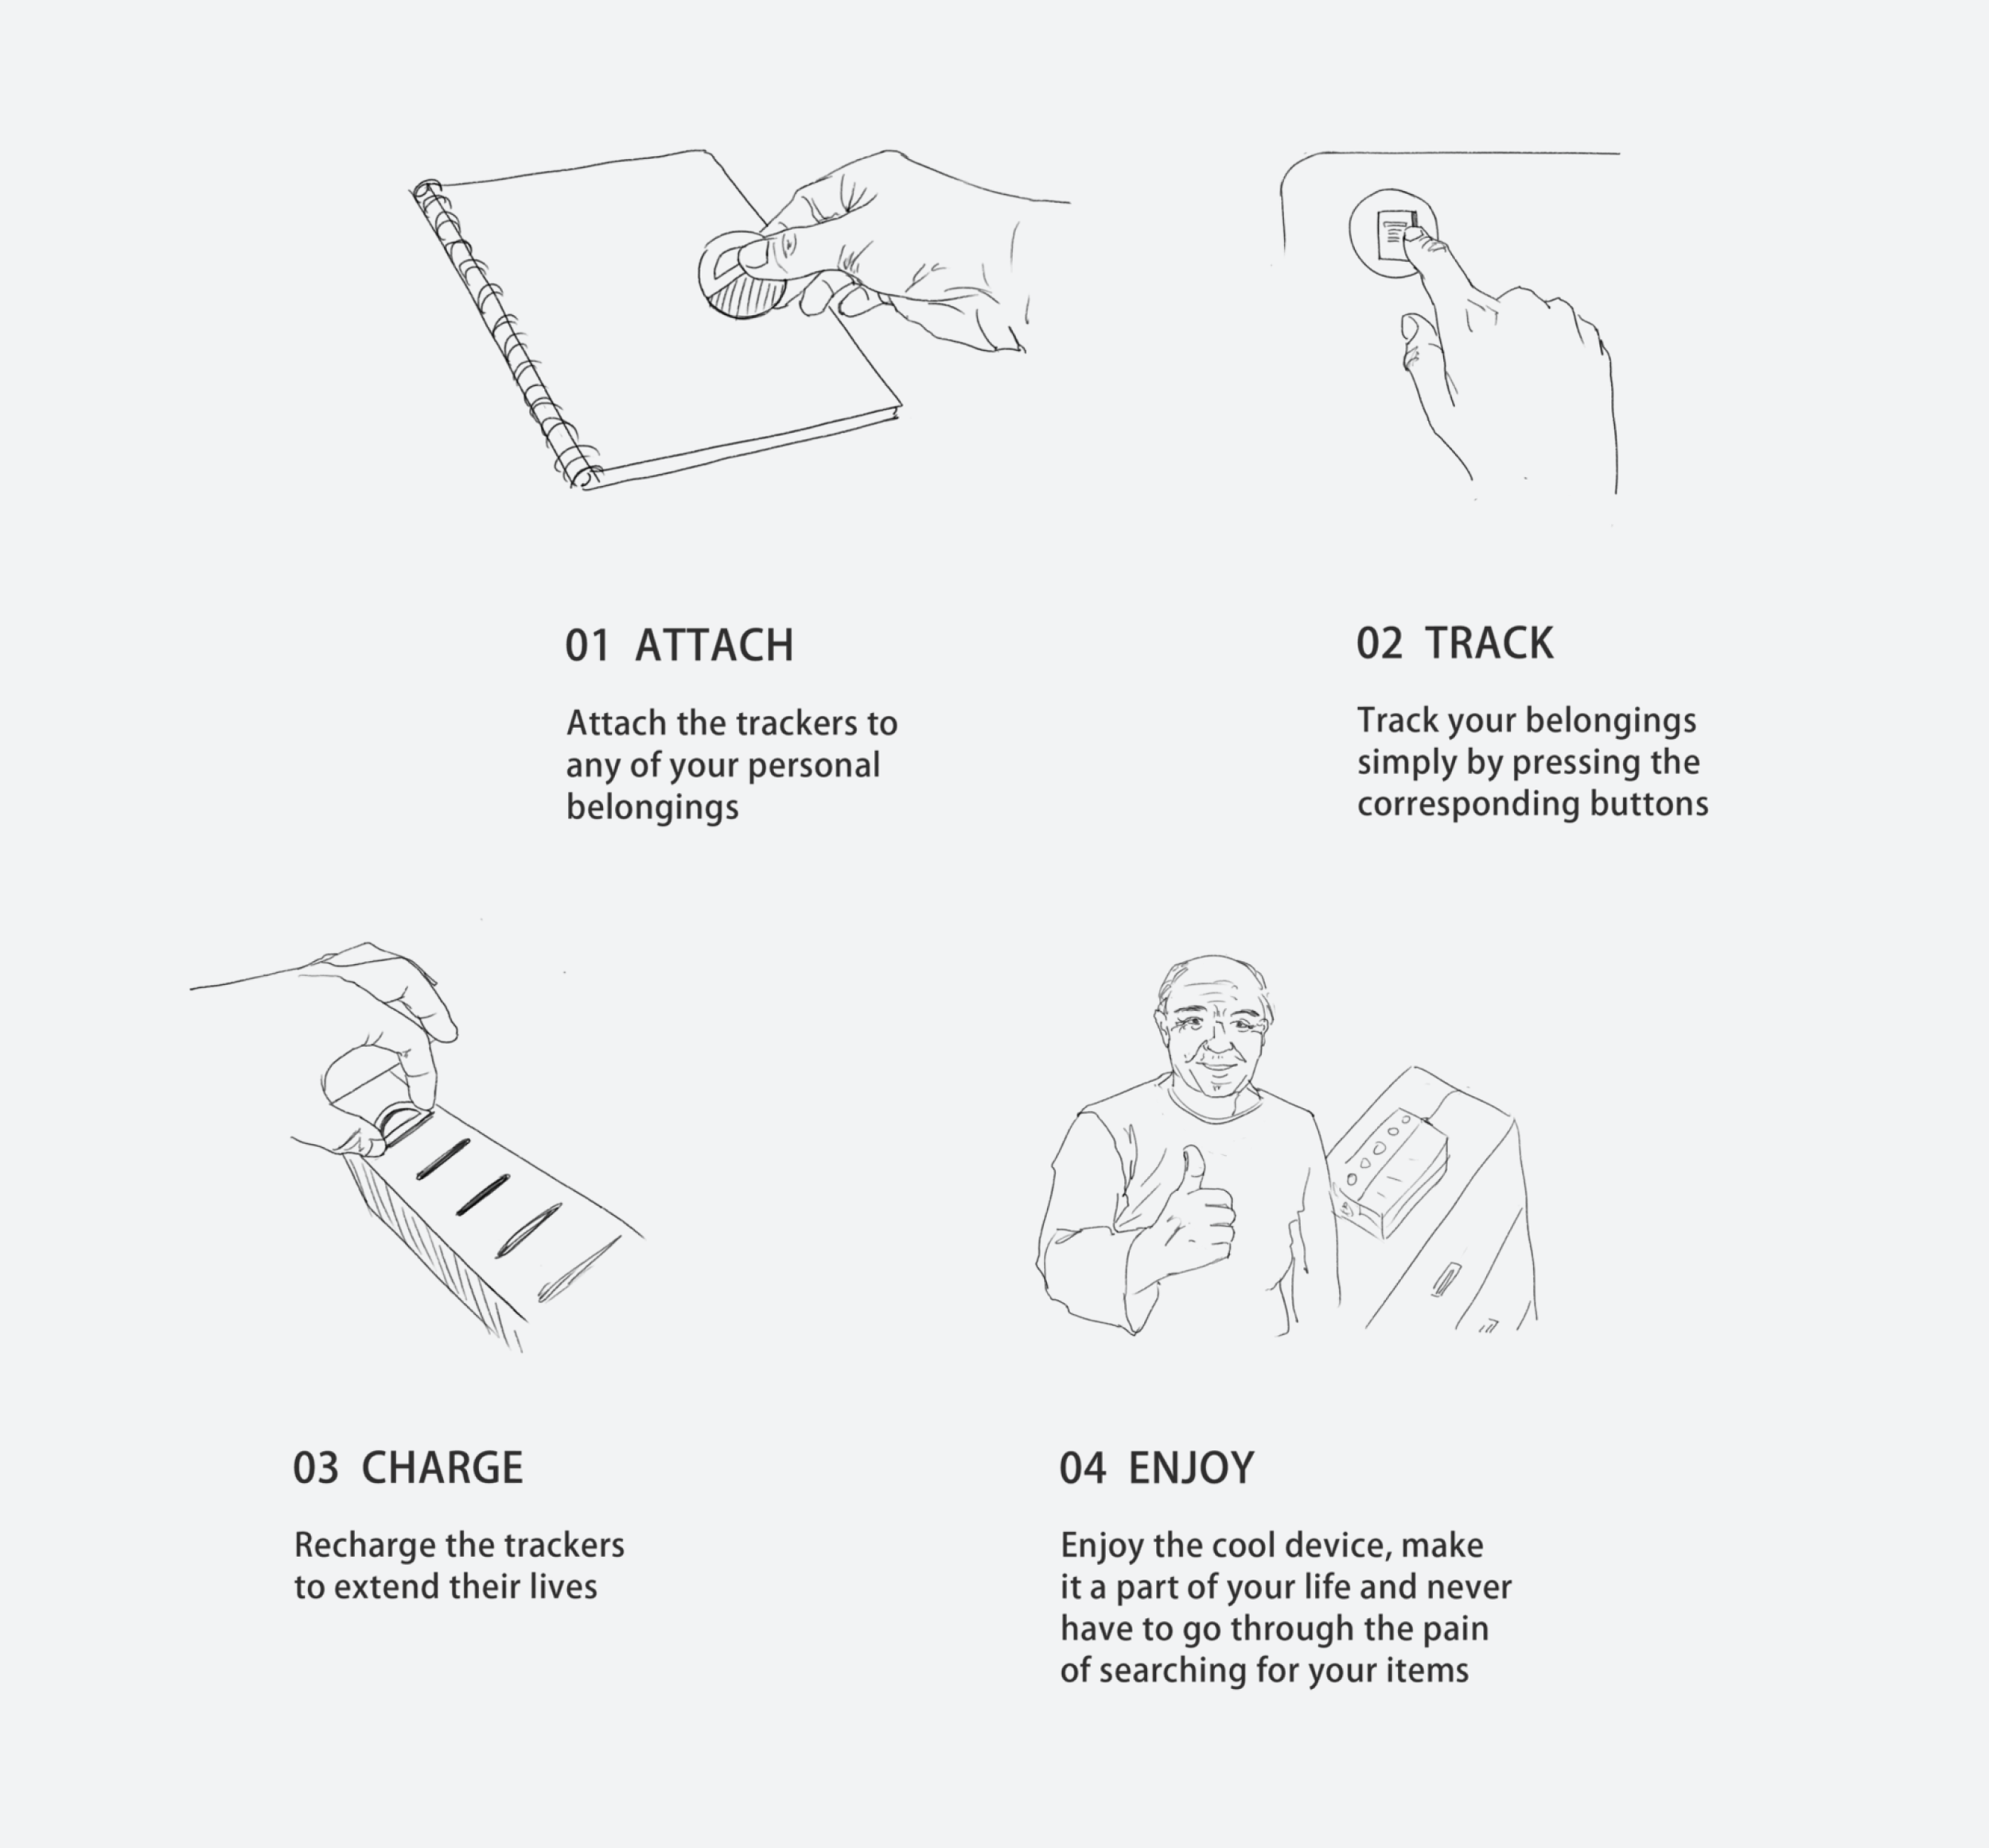 01 ATTACH
Attach the trackers to
any of your personal
belongings
02 TRACK
Track your belongings
simply by pressing the
corresponding buttons
03 CHARGE
Recharge the trackers
to extend their lives
04 ENJOY
Enjoy the cool device, make
it a part of your life and never
have to go through the pain
of searching for your items